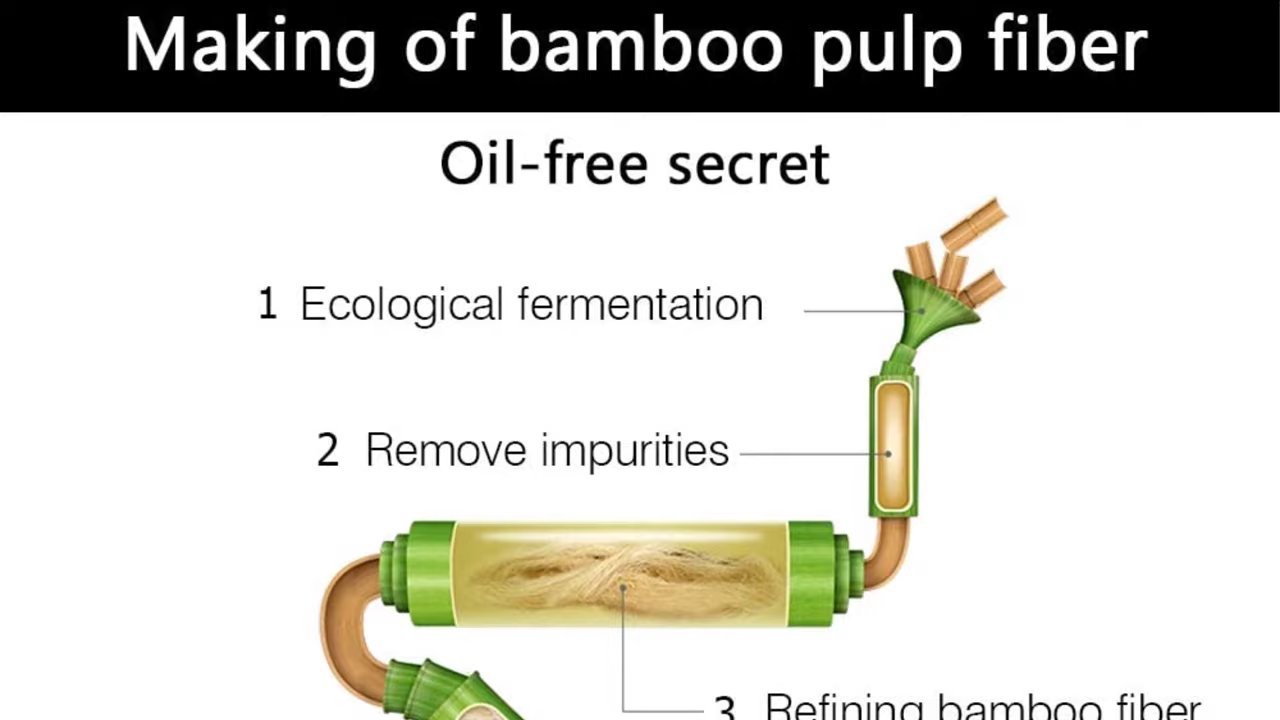 Making of bamboo pulp fiber
Oil-free secret
1 Ecological fermentation
2 Remove impurities
3 Refining bamboo fiber